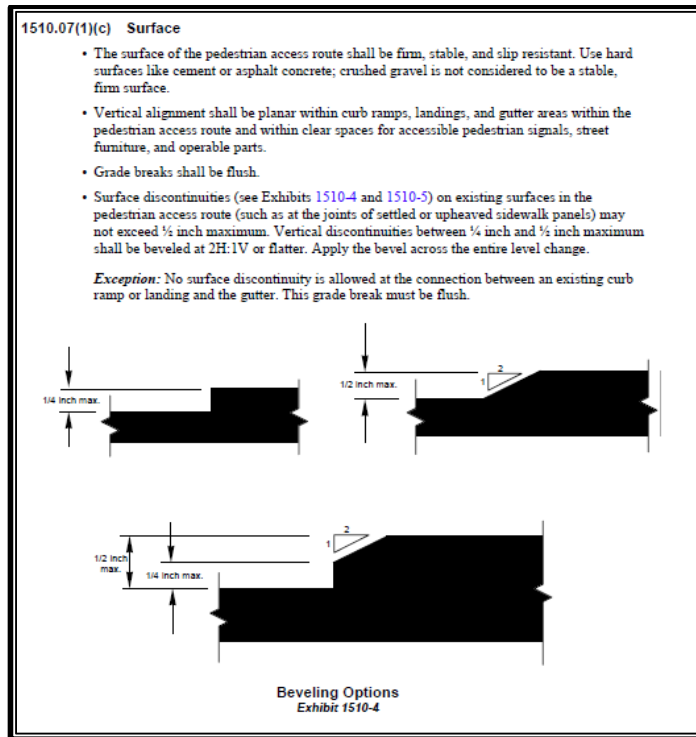 1510.07(1)(c) Surface
• The surface of the pedestrian access route shall be firm, stable, and slip resistant. Use hard
surfaces like cement or asphalt concrete; crushed gravel is not considered to be a stable,
firm surface.
• Vertical alignment shall be planar within curb ramps, landings, and gutter areas within the
pedestrian access route and within clear spaces for accessible pedestrian signals, street
furniture, and operable parts.
• Grade breaks shall be flush.
• Surface discontinuities (see Exhibits 1510-4 and 1510-5) on existing surfaces in the
pedestrian access route (such as at the joints of settled or upheaved sidewalk panels) may
not exceed ½ inch maximum. Vertical discontinuities between ¼ inch and ½ inch maximum
shall be beveled at 2H:1V or flatter. Apply the bevel across the entire level change.
Exception: No surface discontinuity is allowed at the connection between an existing curb
ramp or landing and the gutter. This grade break must be flush.
1/4 inch max.
1/2 inch max.
2
1
1/2 inch
max.
1/4 inch max.
2
1
Beveling Options
Exhibit 1510-4